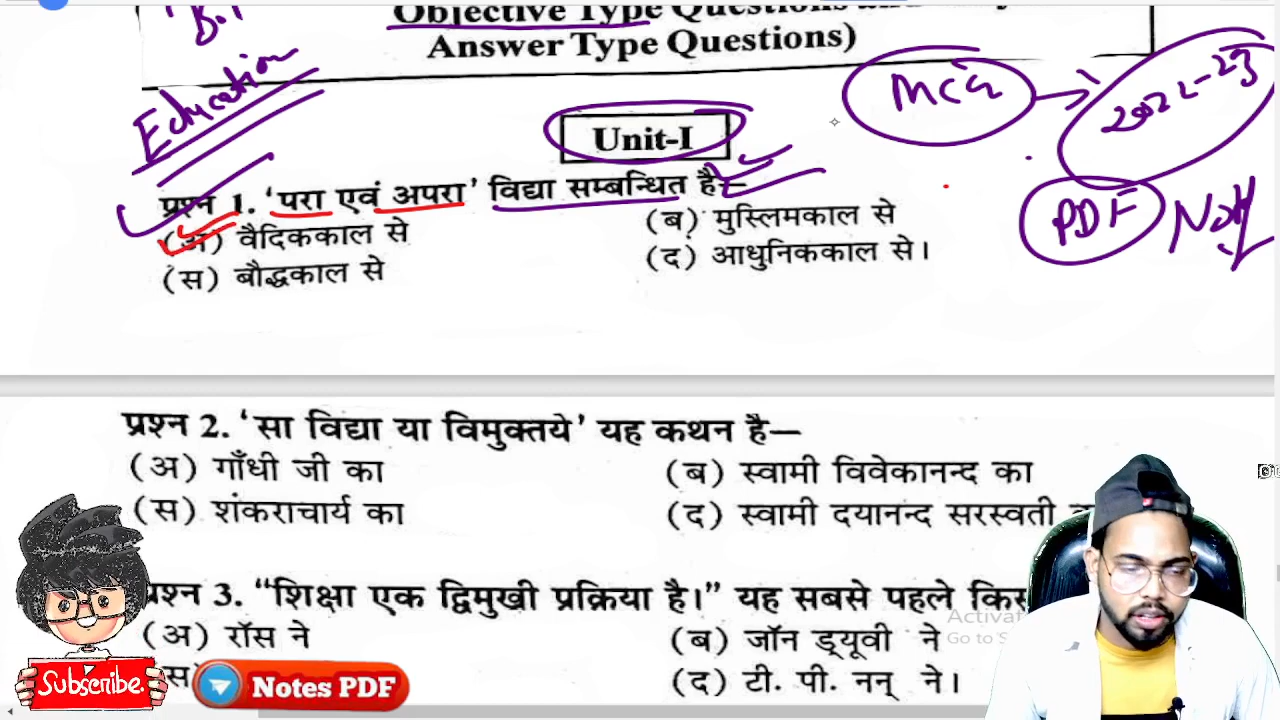 Objective Type Questions
Answer Type Questions)
Education
MCQ
2022-23
Unit-I
PDF
प्रश्न 1. ‘परा एवं अपरा’ विद्या सम्बन्धित है—
(अ) वैदिककाल से (ब) मुस्लिमकाल से
(स) बौद्धकाल से (द) आधुनिककाल से।
प्रश्न 2. ‘सा विद्या या विमुक्तये’ यह कथन है—
(अ) गाँधी जी का (ब) स्वामी विवेकानन्द का
(स) शंकराचार्य का (द) स्वामी दयानन्द सरस्वती
प्रश्न 3. “शिक्षा एक द्विमुखी प्रक्रिया है।” यह सबसे पहले
(अ) रॉस ने (ब) जॉन ड्यूवी ने
(द) टी. पी. नन् ने।
Subscribe.
Notes PDF